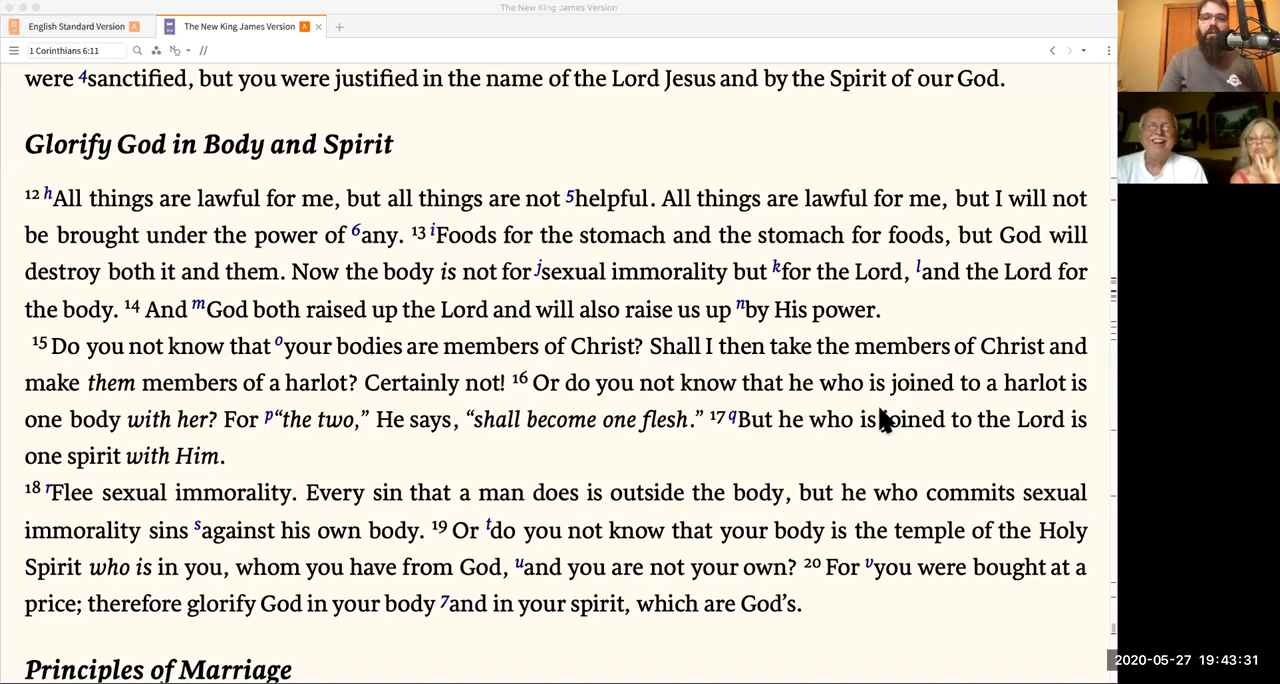 The New King James Version
English Standard Version A
The New King James Version A
1 Corinthians 6:11
were 4sanctified, but you were justified in the name of the Lord Jesus and by the Spirit of our God.
Glorify God in Body and Spirit
12 hAll things are lawful for me, but all things are not 5helpful. All things are lawful for me, but I will not
be brought under the power of 6any. 13 iFoods for the stomach and the stomach for foods, but God will
destroy both it and them. Now the body is not for jsexual immorality but kfor the Lord, land the Lord for
the body. 14 And mGod both raised up the Lord and will also raise us up nby His power.
15 Do you not know that oyour bodies are members of Christ? Shall I then take the members of Christ and
make them members of a harlot? Certainly not! 16 Or do you not know that he who is joined to a harlot is
one body with her? For p“the two,” He says, “shall become one flesh.” 17 qBut he who is joined to the Lord is
one spirit with Him.
18 rFlee sexual immorality. Every sin that a man does is outside the body, but he who commits sexual
immorality sins sagainst his own body. 19 Or tdo you not know that your body is the temple of the Holy
Spirit who is in you, whom you have from God, uand you are not your own? 20 For vyou were bought at a
price; therefore glorify God in your body 7and in your spirit, which are God’s.
Principles of Marriage
2020-05-27 19:43:31